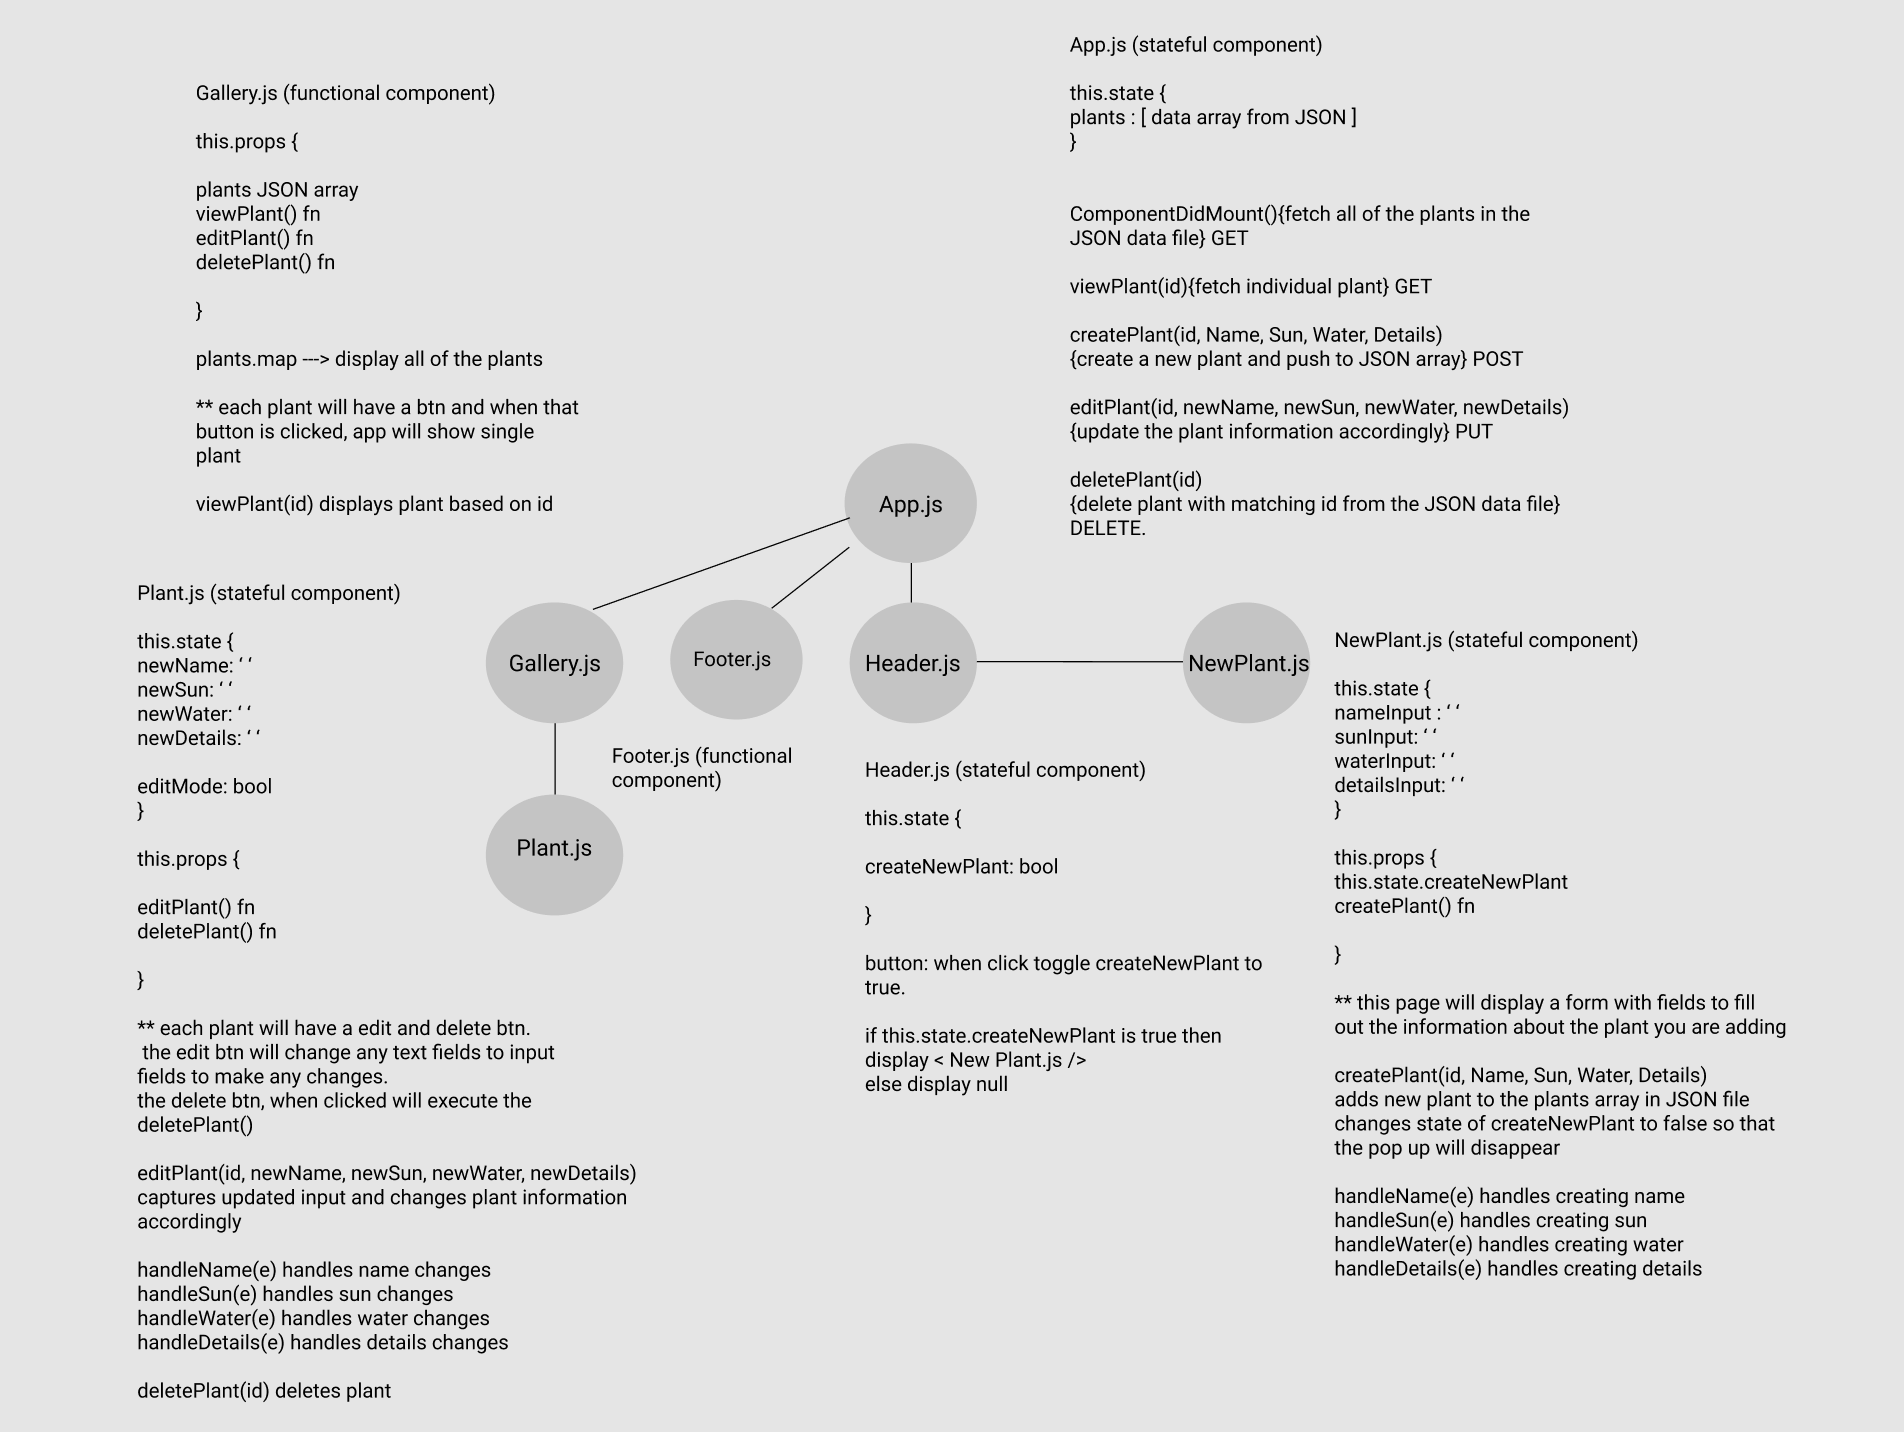 App.js (stateful component)
this.state {
plants : [ data array from JSON ]
}
ComponentDidMount(){fetch all of the plants in the
JSON data file} GET
viewPlant(id){fetch individual plant} GET
createPlant(id, Name, Sun, Water, Details)
{create a new plant and push to JSON array} POST
editPlant(id, newName, newSun, newWater, newDetails)
{update the plant information accordingly} PUT
deletePlant(id)
{delete plant with matching id from the JSON data file}
DELETE.
Gallery.js (functional component)
this.props {
plants JSON array
viewPlant() fn
editPlant() fn
deletePlant() fn
}
plants.map ---> display all of the plants
** each plant will have a btn and when that
button is clicked, app will show single
plant
viewPlant(id) displays plant based on id
App.js
Gallery.js
Footer.js
Header.js
NewPlant.js
Plant.js
Plant.js (stateful component)
this.state {
newName: ‘ ‘
newSun: ‘ ‘
newWater: ‘ ‘
newDetails: ‘ ‘
editMode: bool
}
this.props {
editPlant() fn
deletePlant() fn
}
** each plant will have a edit and delete btn.
the edit btn will change any text fields to input
fields to make any changes.
the delete btn, when clicked will execute the
deletePlant()
editPlant(id, newName, newSun, newWater, newDetails)
captures updated input and changes plant information
accordingly
handleName(e) handles name changes
handleSun(e) handles sun changes
handleWater(e) handles water changes
handleDetails(e) handles details changes
deletePlant(id) deletes plant
Footer.js (functional
component)
Header.js (stateful component)
this.state {
createNewPlant: bool
}
button: when click toggle createNewPlant to
true.
if this.state.createNewPlant is true then
display < New Plant.js />
else display null
NewPlant.js (stateful component)
this.state {
nameInput : ‘ ‘
sunInput: ‘ ‘
waterInput: ‘ ‘
detailsInput: ‘ ‘
}
this.props {
this.state.createNewPlant
createPlant() fn
}
** this page will display a form with fields to fill
out the information about the plant you are adding
createPlant(id, Name, Sun, Water, Details)
adds new plant to the plants array in JSON file
changes state of createNewPlant to false so that
the pop up will disappear
handleName(e) handles creating name
handleSun(e) handles creating sun
handleWater(e) handles creating water
handleDetails(e) handles creating details